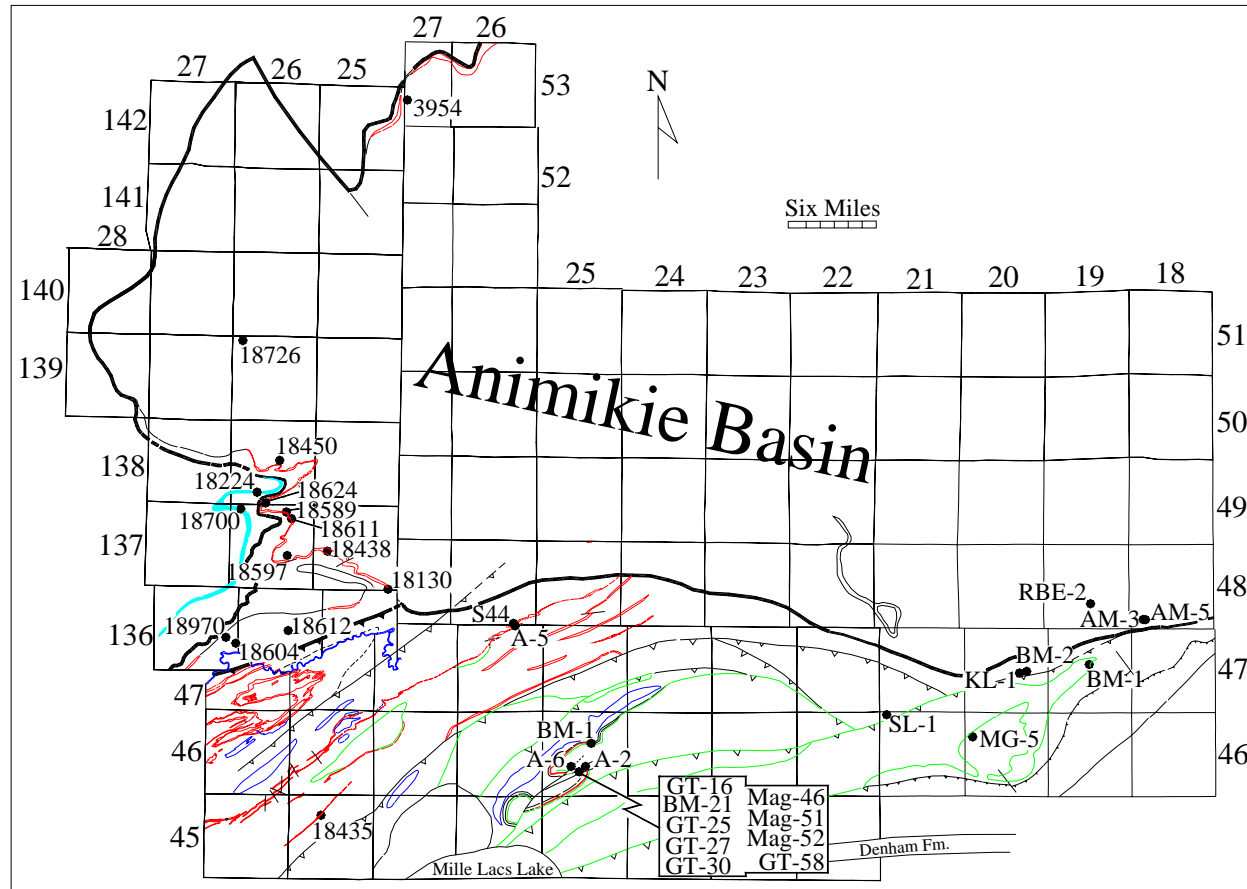 27 26
27 26 25
53
N
3954
142
52
141
Six Miles
28
25 24 23 22 21 20 19 18
140
51
18726
139
Animikie Basin
50
18450
138
18224
18624
49
18589
18700
18611
137
18438
18597
18130
48
RBE-2
S44
AM-3 AM-5
136
18970
18612
A-5
18604
BM-2
47
KL-1
BM-1
47
SL-1
BM-1
MG-5
46
A-6 A-2
46
GT-16
BM-21
GT-25
GT-27
GT-30
Mag-46
Mag-51
Mag-52
GT-58
45
18435
Denham Fm.
Mille Lacs Lake